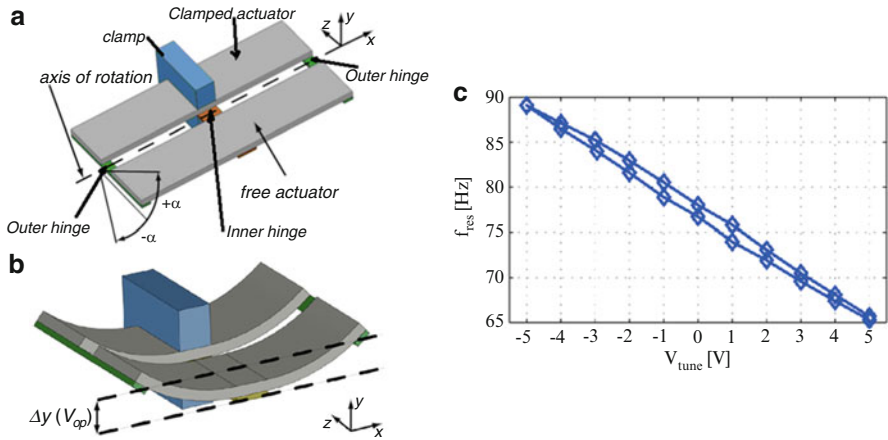 a
Clamped actuator
clamp
y
z
x
axis of rotation
Outer hinge
free actuator
+α
-α
Outer hinge
Inner hinge
b
Δy (Vop)
y
z
x
c
90
85
80
75
70
65
fres [Hz]
-5 -4 -3 -2 -1 0 1 2 3 4 5
Vtune [V]